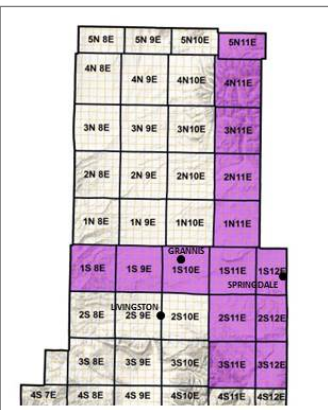 5N 8E 5N 9E 5N10E 5N11E
4N 8E 4N 9E 4N10E 4N11E
3N 8E 3N 9E 3N10E 3N11E
2N 8E 2N 9E 2N10E 2N11E
1N 8E 1N 9E 1N10E 1N11E
GRANNIS
1S 8E 1S 9E 1S10E 1S11E 1S12E
SPRINGDALE
LIVINGSTON
2S 8E 2S 9E 2S10E 2S11E 2S12E
3S 8E 3S 9E 3S10E 3S11E 3S12E
4S 7E 4S 8E 4S 9E 4S10E 4S11E 4S12E